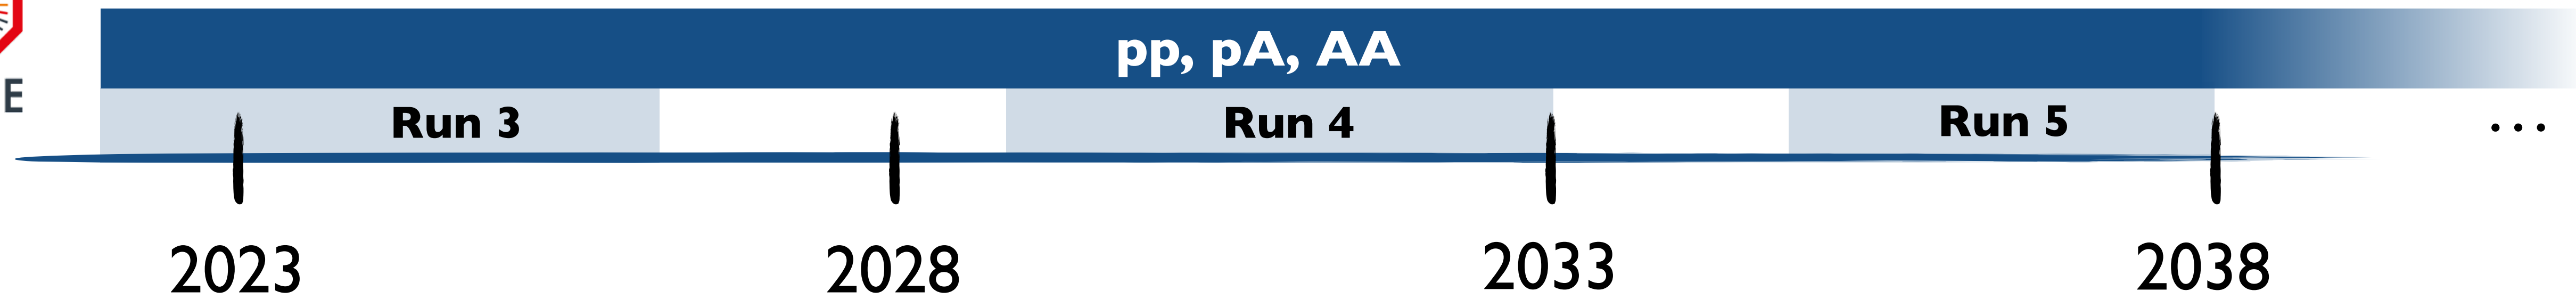 pp, pA, AA
E
Run 3 Run 4 Run 5 ...
2023 2028 2033 2038